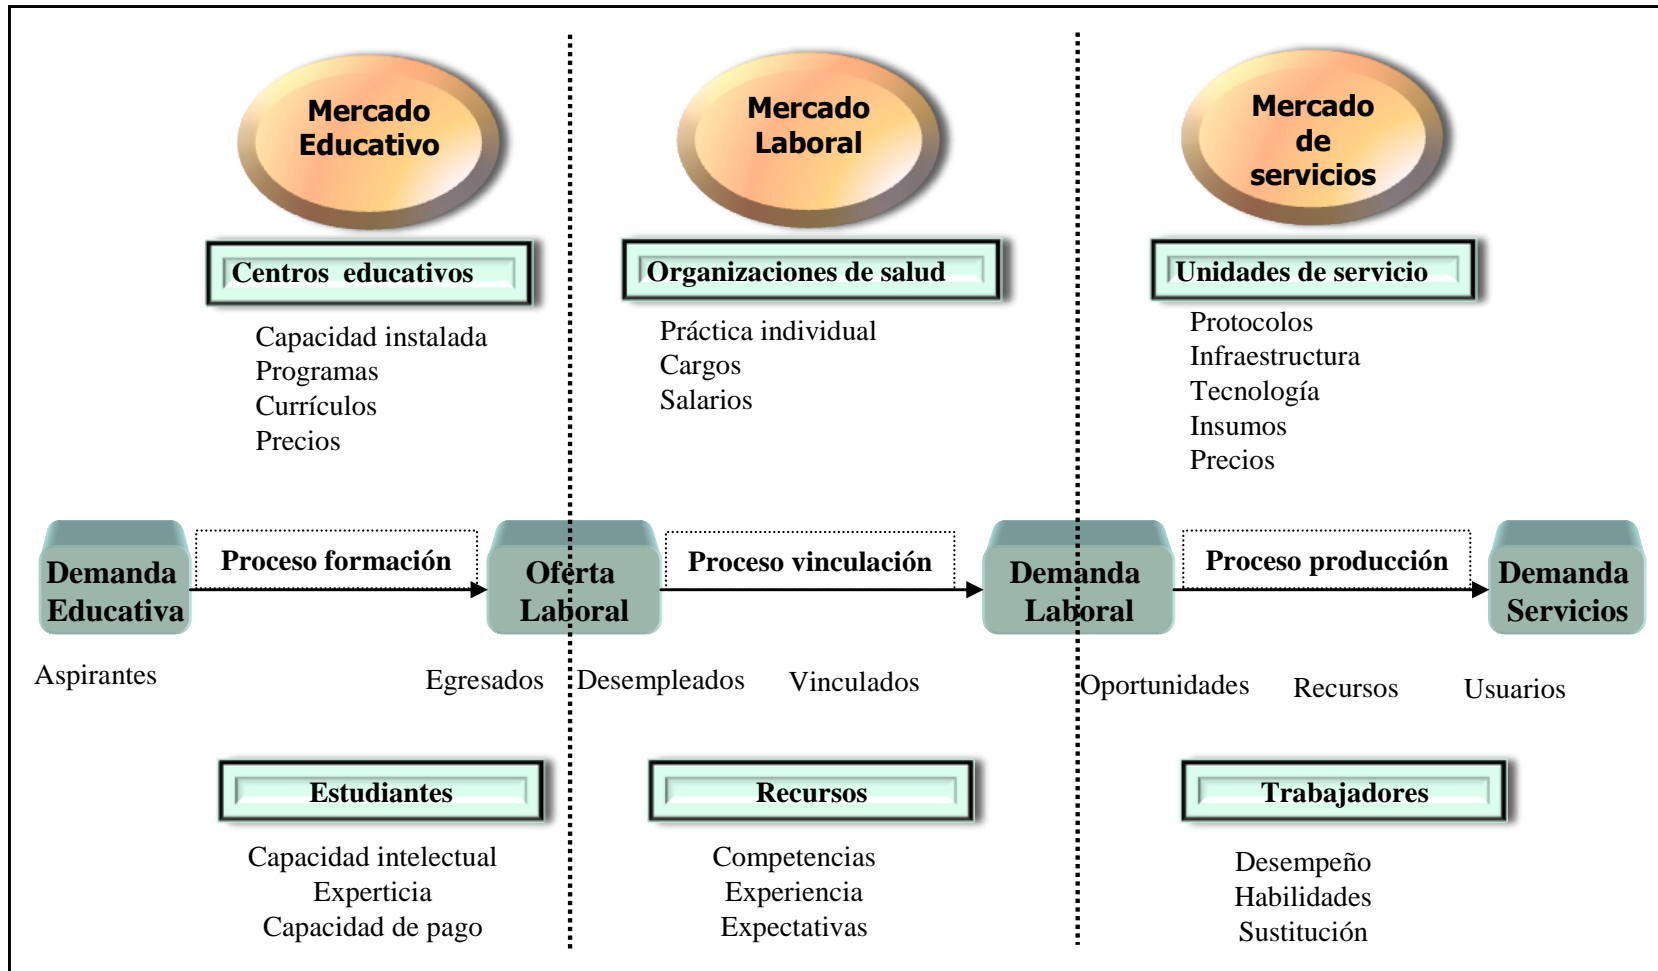 Mercado
Educativo
Mercado
Laboral
Mercado
de
servicios
Centros educativos
Organizaciones de salud
Unidades de servicio
Capacidad instalada
Programas
Currículos
Precios
Práctica individual
Cargos
Salarios
Protocolos
Infraestructura
Tecnología
Insumos
Precios
Demanda
Educativa
Proceso formación
Oferta
Laboral
Proceso vinculación
Demanda
Laboral
Proceso producción
Demanda
Servicios
Aspirantes
Egresados
Desempleados
Vinculados
Oportunidades
Recursos
Usuarios
Estudiantes
Recursos
Trabajadores
Capacidad intelectual
Experticia
Capacidad de pago
Competencias
Experiencia
Expectativas
Desempeño
Habilidades
Sustitución